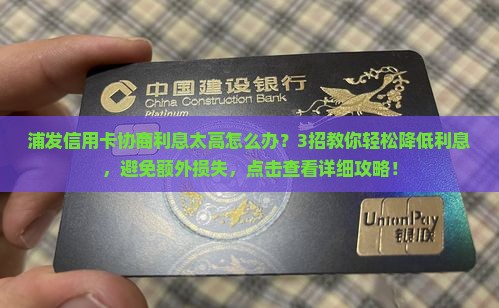 中国建设银行
China Construction Bank
Platinum
浦发信用卡协商利息太高怎么办？3招教你轻松降低利息
，避免额外损失，点击查看详细攻略！
UnionPay
银联